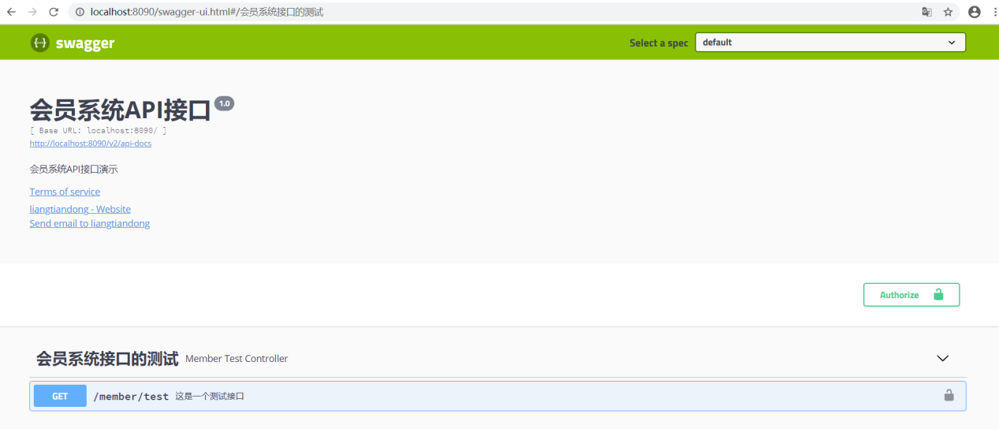 localhost:8090/swagger-ui.html#/会员系统接口的测试
swagger
Select a spec default
会员系统API接口 1.0
[ Base URL: localhost:8090/ ]
http://localhost:8090/v2/api-docs
会员系统API接口演示
Terms of service
liangtiandong - Website
Send email to liangtiandong
Authorize
会员系统接口的测试 Member Test Controller
GET /member/test 这是一个测试接口